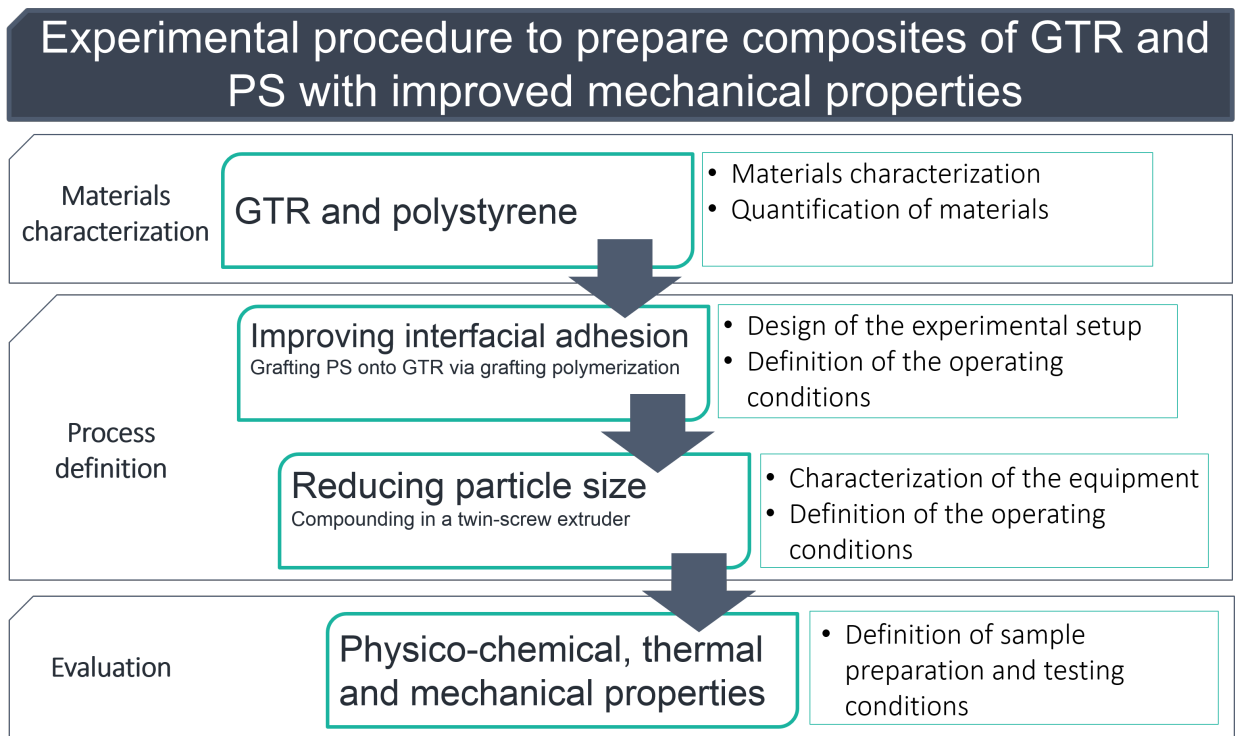 Experimental procedure to prepare composites of GTR and
PS with improved mechanical properties
Materials
characterization
GTR and polystyrene
• Materials characterization
• Quantification of materials
Process
definition
Improving interfacial adhesion
Grafting PS onto GTR via grafting polymerization
• Design of the experimental setup
• Definition of the operating
conditions
Reducing particle size
Compounding in a twin-screw extruder
• Characterization of the equipment
• Definition of the operating
conditions
Evaluation
Physico-chemical, thermal
and mechanical properties
• Definition of sample
preparation and testing
conditions